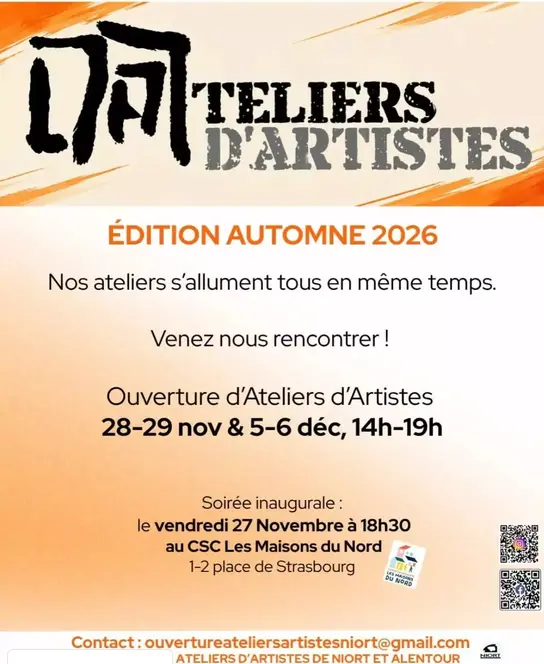 OA
ATELIERS
D'ARTISTES
ÉDITION AUTOMNE 2026
Nos ateliers s'allument tous en même temps.
Venez nous rencontrer !
Ouverture d'Ateliers d'Artistes
28-29 nov & 5-6 déc, 14h-19h
Soirée inaugurale :
le vendredi 27 Novembre à 18h30
au CSC Les Maisons du Nord
1-2 place de Strasbourg
LES MAISONS
DU NORD
Contact : ouvertureateliersartistesniort@gmail.com
ATELIERS D'ARTISTES DE NIORT ET ALENTOUR
NIORT